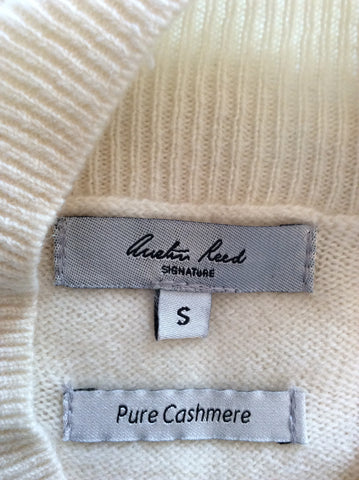 Austin Reed
SIGNATURE
S
Pure Cashmere